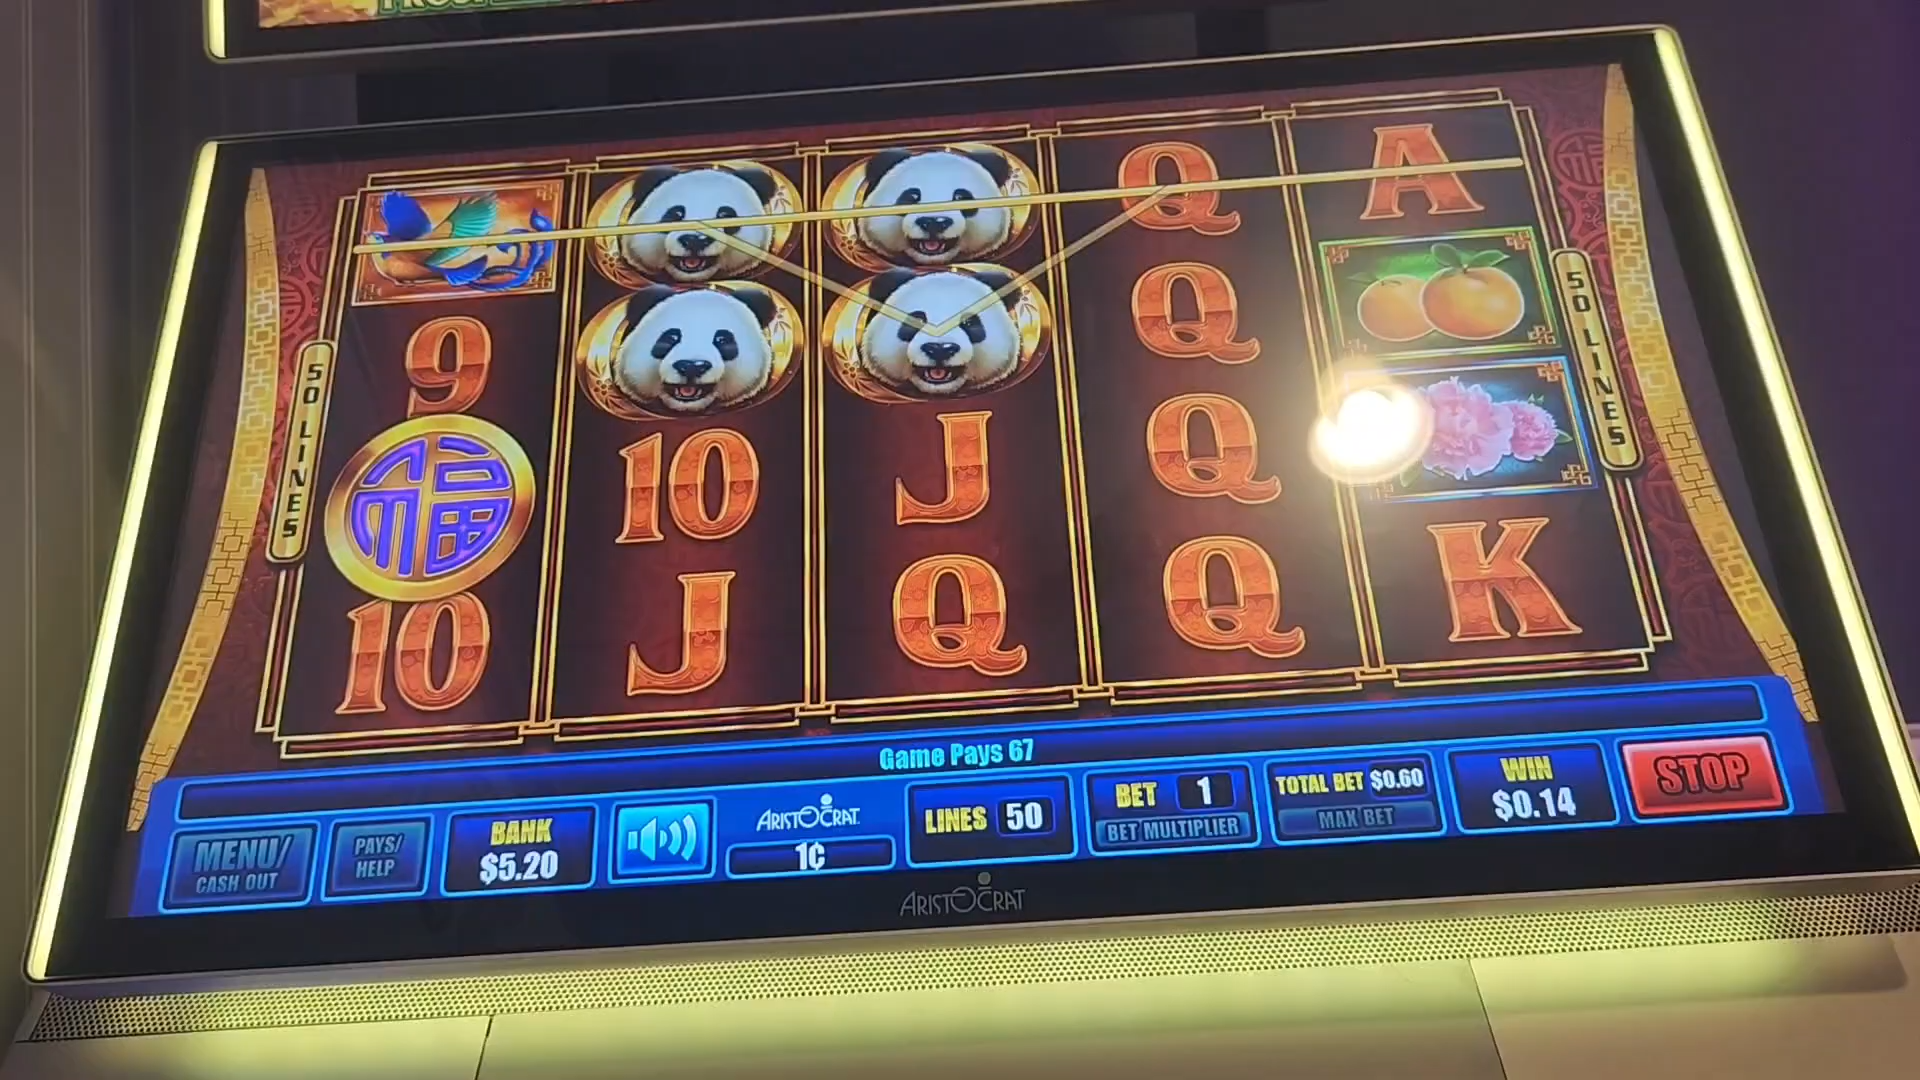 A
Q
9
Q
50 LINES
50 LINES
福
10
J
Q
10
J
Q
Q
K
Game Pays 67
MENU/
CASH OUT
PAYS/
HELP
BANK
$5.20
ARISTOCRAT
1¢
LINES 50
BET 1
BET MULTIPLIER
TOTAL BET $0.60
MAX BET
WIN
$0.14
STOP
ARISTOCRAT